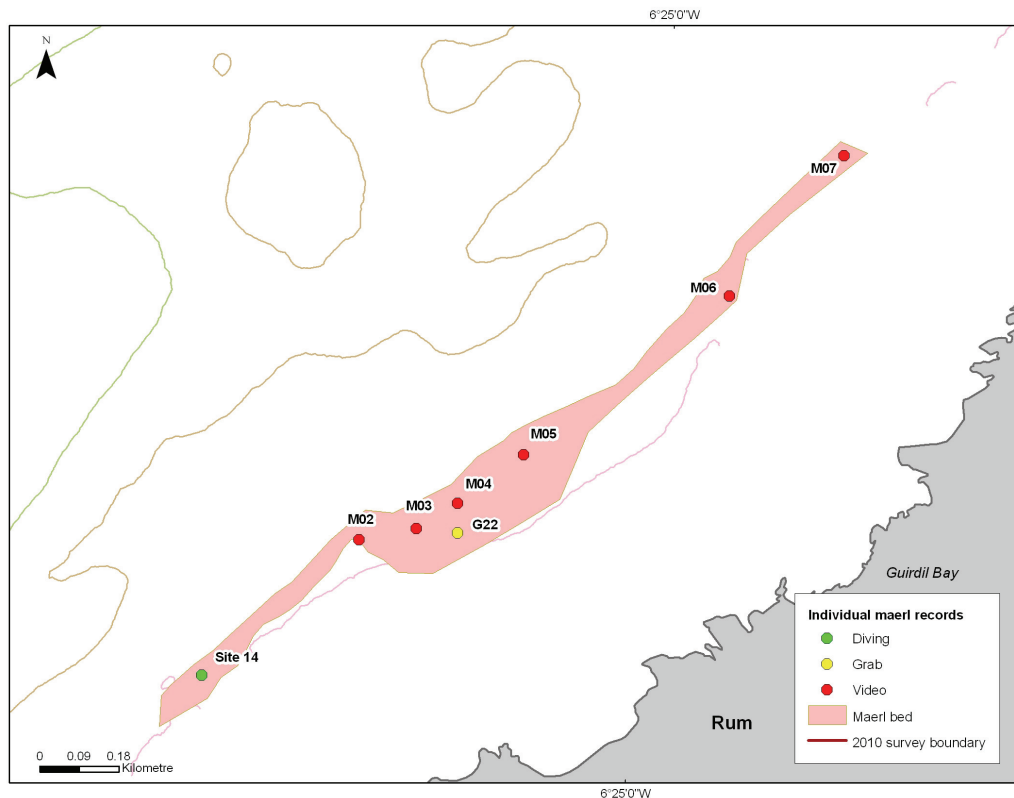 6°25'0"W
N
M07
M06
M05
M04
M03
G22
M02
Site 14
Guirdil Bay
Rum
Individual maerl records
Diving
Grab
Video
Maerl bed
2010 survey boundary
0 0.09 0.18
Kilometre
6°25'0"W